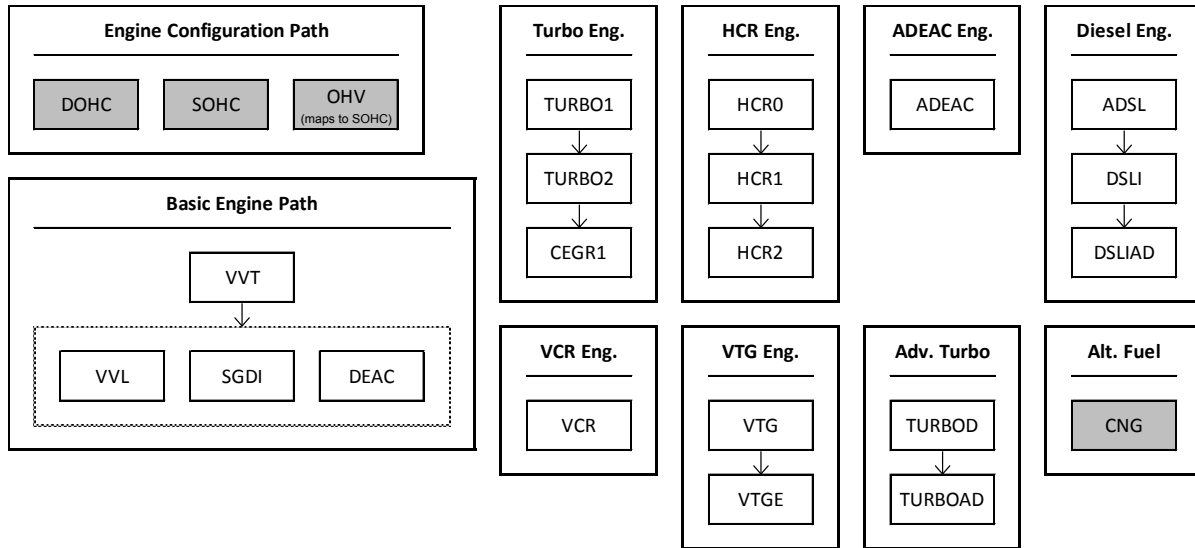 Engine Configuration Path
DOHC
SOHC
OHV
(maps to SOHC)
Basic Engine Path
VVT
VVL
SGDI
DEAC
Turbo Eng.
TURBO1
TURBO2
CEGR1
HCR Eng.
HCR0
HCR1
HCR2
ADEAC Eng.
ADEAC
Diesel Eng.
ADSL
DSLI
DSLIAD
VCR Eng.
VCR
VTG Eng.
VTG
VTGE
Adv. Turbo
TURBOD
TURBOAD
Alt. Fuel
CNG